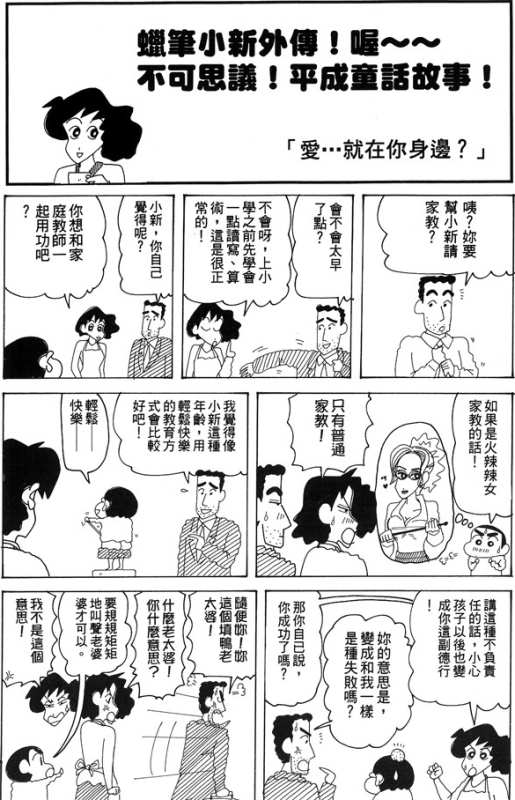 蠟筆小新外傳！喔～～
不可思議！平成童話故事！
「愛…就在你身邊？」
咦？妳要
幫小新請
家教？
會不會太早
了點？
不會呀，上小
學之前先學會
一點讀寫、算
術，這是很正
常的！
小新，你自己
覺得呢？
你想和家
庭教師一
起用功吧
？
如果是火辣辣女
家教的話！
只有普通
家教！
我覺得像
小新這種
年齡，用
輕鬆快樂
的教育方
式會比較
好吧！
輕鬆
快樂——
講這種不負責
任的話，小心
孩子以後也變
成你這副德行
！
妳的意思是，
變成和我一樣
是種失敗嗎？
那你自己說，
你成功了嗎？
隨便妳！妳
這個填鴨老
太婆！
什麼老太婆！
你什麼意思？
要規規矩矩
地叫聲老婆
婆才可以。
我不是這個
意思！